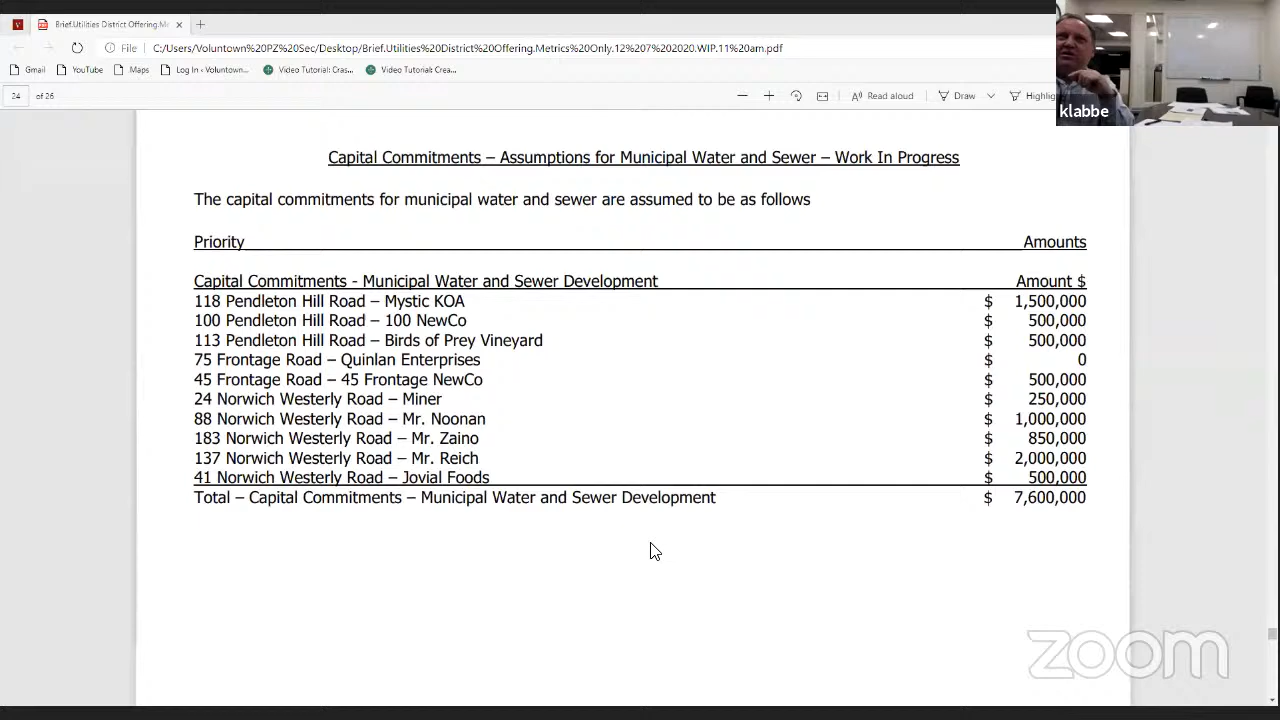 Brief.Utilities District Offering.Me
File
C:/Users/Voluntown%20PZ%20Sec/Desktop/Brief.Utilities%20District%20Offering.Metrics%20Only.12%207%202020.WIP.11%20am.pdf
Gmail YouTube Maps Log In - Voluntown... Video Tutorial: Cras... Video Tutorial: Crea...
24 of 26 Read aloud Draw Highlig
klabbe
Capital Commitments – Assumptions for Municipal Water and Sewer – Work In Progress
The capital commitments for municipal water and sewer are assumed to be as follows
Priority Amounts
Capital Commitments - Municipal Water and Sewer Development Amount $
118 Pendleton Hill Road – Mystic KOA $ 1,500,000
100 Pendleton Hill Road – 100 NewCo $ 500,000
113 Pendleton Hill Road – Birds of Prey Vineyard $ 500,000
75 Frontage Road – Quinlan Enterprises $ 0
45 Frontage Road – 45 Frontage NewCo $ 500,000
24 Norwich Westerly Road – Miner $ 250,000
88 Norwich Westerly Road – Mr. Noonan $ 1,000,000
183 Norwich Westerly Road – Mr. Zaino $ 850,000
137 Norwich Westerly Road – Mr. Reich $ 2,000,000
41 Norwich Westerly Road – Jovial Foods $ 500,000
Total – Capital Commitments – Municipal Water and Sewer Development $ 7,600,000
zoom